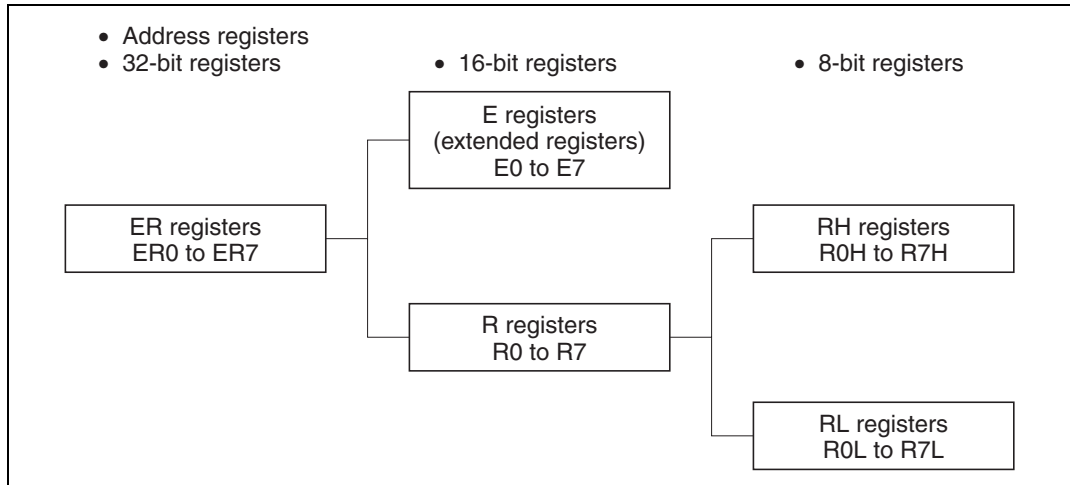 • Address registers
• 32-bit registers
• 16-bit registers
• 8-bit registers
E registers
(extended registers)
E0 to E7
ER registers
ER0 to ER7
RH registers
R0H to R7H
R registers
R0 to R7
RL registers
R0L to R7L